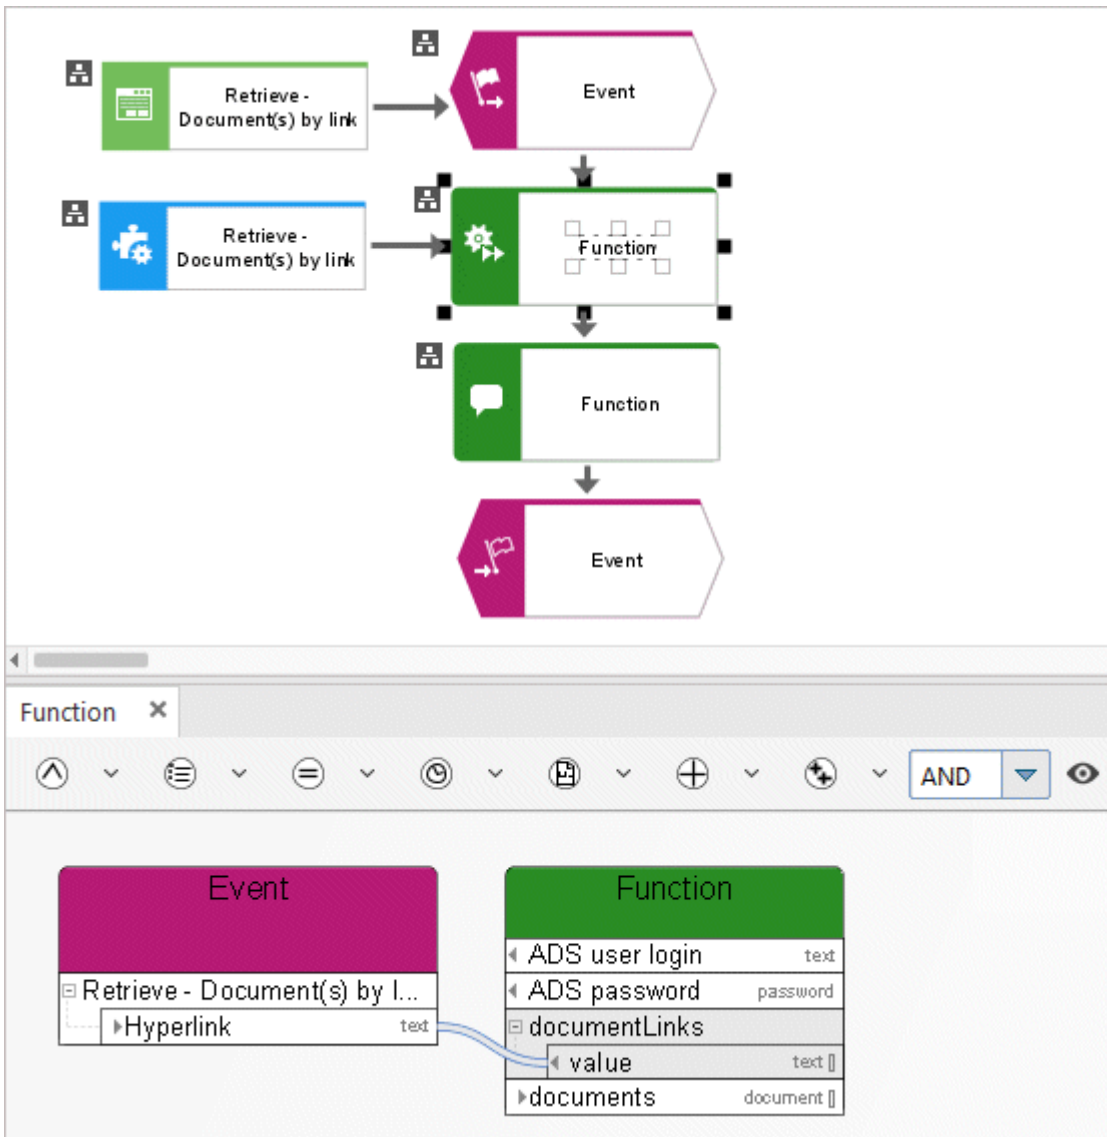 Retrieve -
Document(s) by link
Event
Retrieve -
Document(s) by link
Function
Function
Event
Function
AND
Event
Function
ADS user login text
Retrieve - Document(s) by l...
ADS password password
Hyperlink text
documentLinks
value text []
documents document []